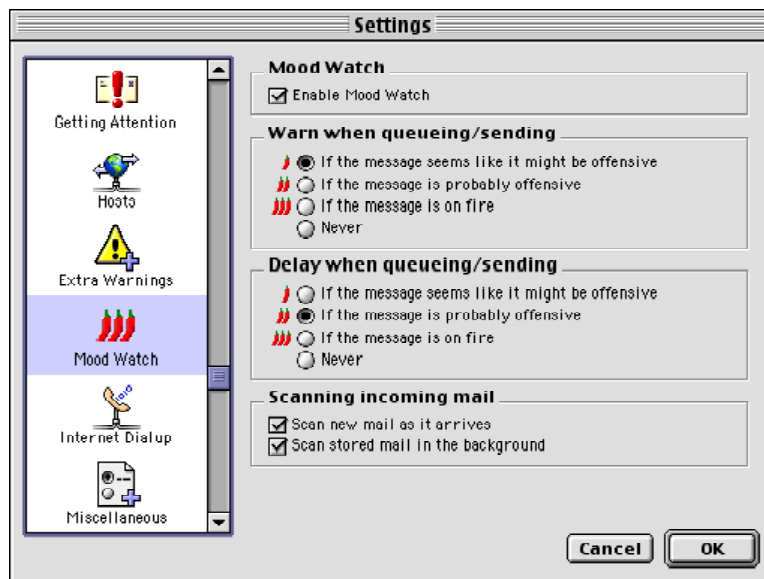 Settings
Getting Attention
Hosts
Extra Warnings
Mood Watch
Internet Dialup
Miscellaneous
Mood Watch
Enable Mood Watch
Warn when queueing/sending
If the message seems like it might be offensive
If the message is probably offensive
If the message is on fire
Never
Delay when queueing/sending
If the message seems like it might be offensive
If the message is probably offensive
If the message is on fire
Never
Scanning incoming mail
Scan new mail as it arrives
Scan stored mail in the background
Cancel
OK